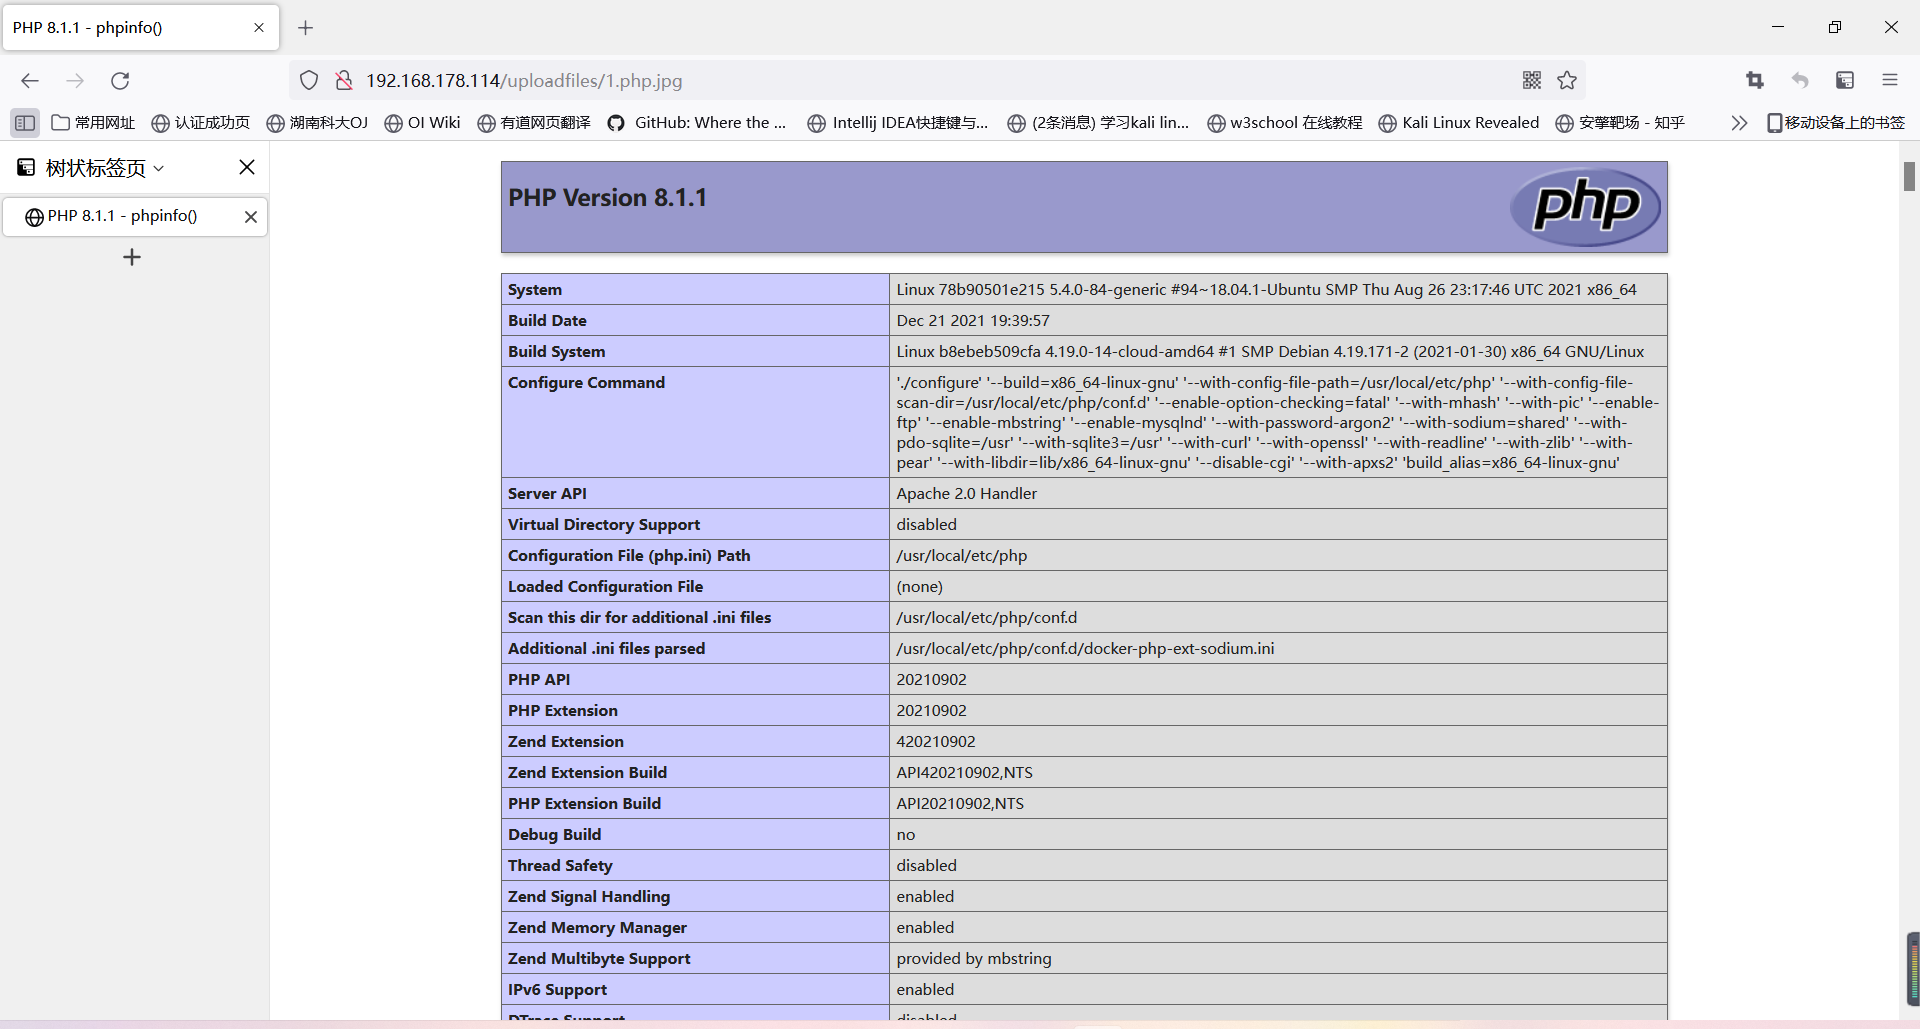 PHP 8.1.1 - phpinfo()
192.168.178.114/uploadfiles/1.php.jpg
常用网址 认证成功页 湖南科大OJ OI Wiki 有道网页翻译 GitHub: Where the ... Intellij IDEA快捷键与... (2条消息) 学习kali lin... w3school 在线教程 Kali Linux Revealed 安擎靶场 - 知乎 移动设备上的书签
树状标签页
PHP 8.1.1 - phpinfo()
PHP Version 8.1.1
php
System Linux 78b90501e215 5.4.0-84-generic #94~18.04.1-Ubuntu SMP Thu Aug 26 23:17:46 UTC 2021 x86_64
Build Date Dec 21 2021 19:39:57
Build System Linux b8ebeb509cfa 4.19.0-14-cloud-amd64 #1 SMP Debian 4.19.171-2 (2021-01-30) x86_64 GNU/Linux
Configure Command './configure' '--build=x86_64-linux-gnu' '--with-config-file-path=/usr/local/etc/php' '--with-config-file-
scan-dir=/usr/local/etc/php/conf.d' '--enable-option-checking=fatal' '--with-mhash' '--with-pic' '--enable-
ftp' '--enable-mbstring' '--enable-mysqlnd' '--with-password-argon2' '--with-sodium=shared' '--with-
pdo-sqlite=/usr' '--with-sqlite3=/usr' '--with-curl' '--with-openssl' '--with-readline' '--with-zlib' '--with-
pear' '--with-libdir=lib/x86_64-linux-gnu' '--disable-cgi' '--with-apxs2' 'build_alias=x86_64-linux-gnu'
Server API Apache 2.0 Handler
Virtual Directory Support disabled
Configuration File (php.ini) Path /usr/local/etc/php
Loaded Configuration File (none)
Scan this dir for additional .ini files /usr/local/etc/php/conf.d
Additional .ini files parsed /usr/local/etc/php/conf.d/docker-php-ext-sodium.ini
PHP API 20210902
PHP Extension 20210902
Zend Extension 420210902
Zend Extension Build API420210902,NTS
PHP Extension Build API20210902,NTS
Debug Build no
Thread Safety disabled
Zend Signal Handling enabled
Zend Memory Manager enabled
Zend Multibyte Support provided by mbstring
IPv6 Support enabled
DTrace Support disabled